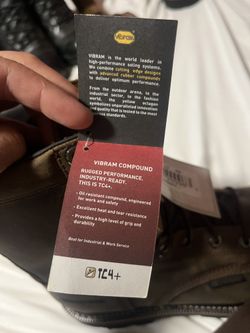 vibram
VIBRAM is the world leader in
high-performance soling systems.
We combine cutting edge designs
with advanced rubber compounds
to deliver optimum performance.
From the outdoor arena, to the
industrial sector, to the fashion
world, the yellow octagon
symbolizes unparalleled innovation
and quality that is tested to the most
standards.
VIBRAM COMPOUND
RUGGED PERFORMANCE,
INDUSTRY-READY.
THIS IS TC4+.
- Oil resistant compound, engineered
for work and safety
- Excellent heat and tear resistance
- Provides a high level of grip and
durability
Best for Industrial & Work Service
TC4+